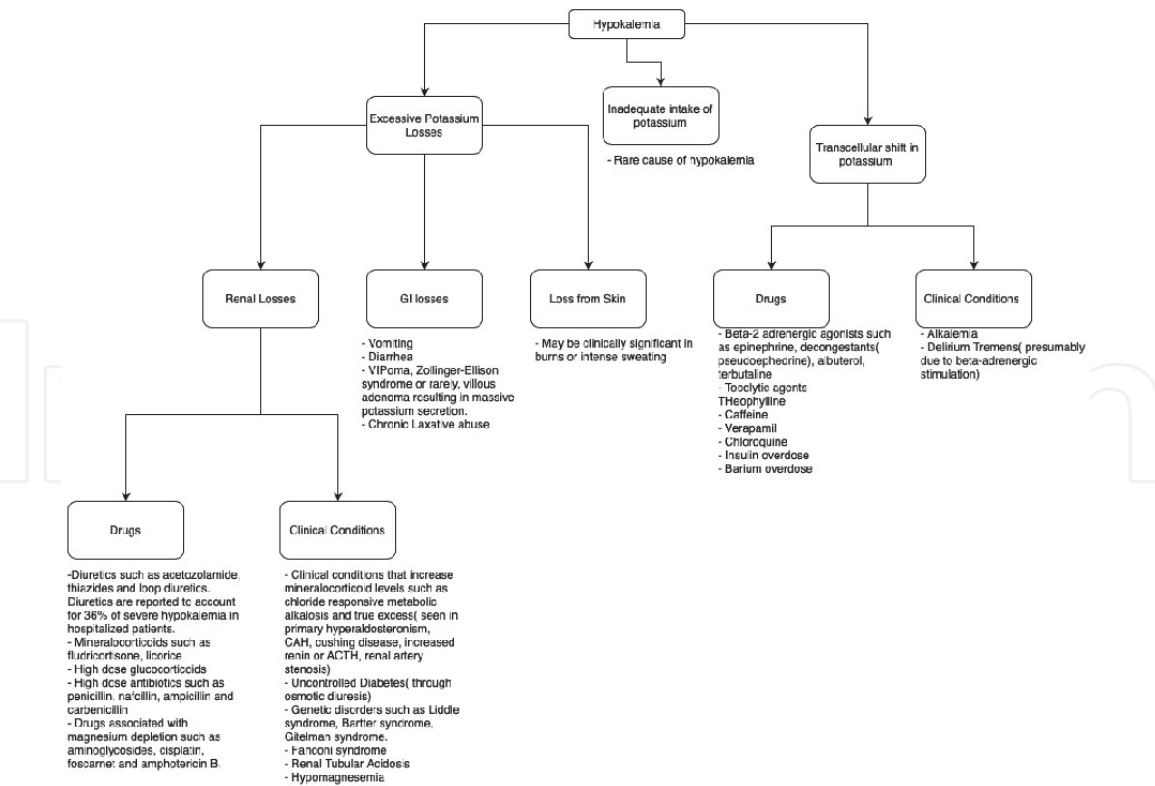 Hypokalemia
Excessive Potassium
Losses
Inadequate intake of
potassium
- Rare cause of hypokalemia
Transcellular shift in
potassium
Renal Losses
GI losses
- Vomiting
- Diarrhea
- VIPoma, Zollinger-Ellison
syndrome or rarely, villous
adenoma resulting in massive
potassium secretion.
- Chronic Laxative abuse
Loss from Skin
- May be clinically significant in
burns or intense sweating
Drugs
- Beta-2 adrenergic agonists such
as epinephrine, decongestants(
pseudoephedrine), albuterol,
terbutaline
- Tocolytic agents
THeophylline
- Caffeine
- Verapamil
- Chloroquine
- Insulin overdose
- Barium overdose
Clinical Conditions
- Alkalemia
- Delirium Tremens( presumably
due to beta-adrenergic
stimulation)
Drugs
-Diuretics such as acetozolamide,
thiazides and loop diuretics.
Diuretics are reported to account
for 36% of severe hypokalemia in
hospitalized patients.
- Mineralocorticoids such as
fludricortisone, licorice
- High dose glucocorticoids
- High dose antibiotics such as
penicillin, nafcillin, ampicillin and
carbenicillin
- Drugs associated with
magnesium depletion such as
aminoglycosides, cisplatin,
foscarnet and amphotericin B.
Clinical Conditions
- Clinical conditions that increase
mineralocorticoid levels such as
chloride responsive metabolic
alkalosis and true excess( seen in
primary hyperaldosteronism,
CAH, cushing disease, increased
renin or ACTH, renal artery
stenosis)
- Uncontrolled Diabetes( through
osmotic diuresis)
- Genetic disorders such as Liddle
syndrome, Bartter syndrome,
Gitelman syndrome.
- Fanconi syndrome
- Renal Tubular Acidosis
- Hypomagnesemia